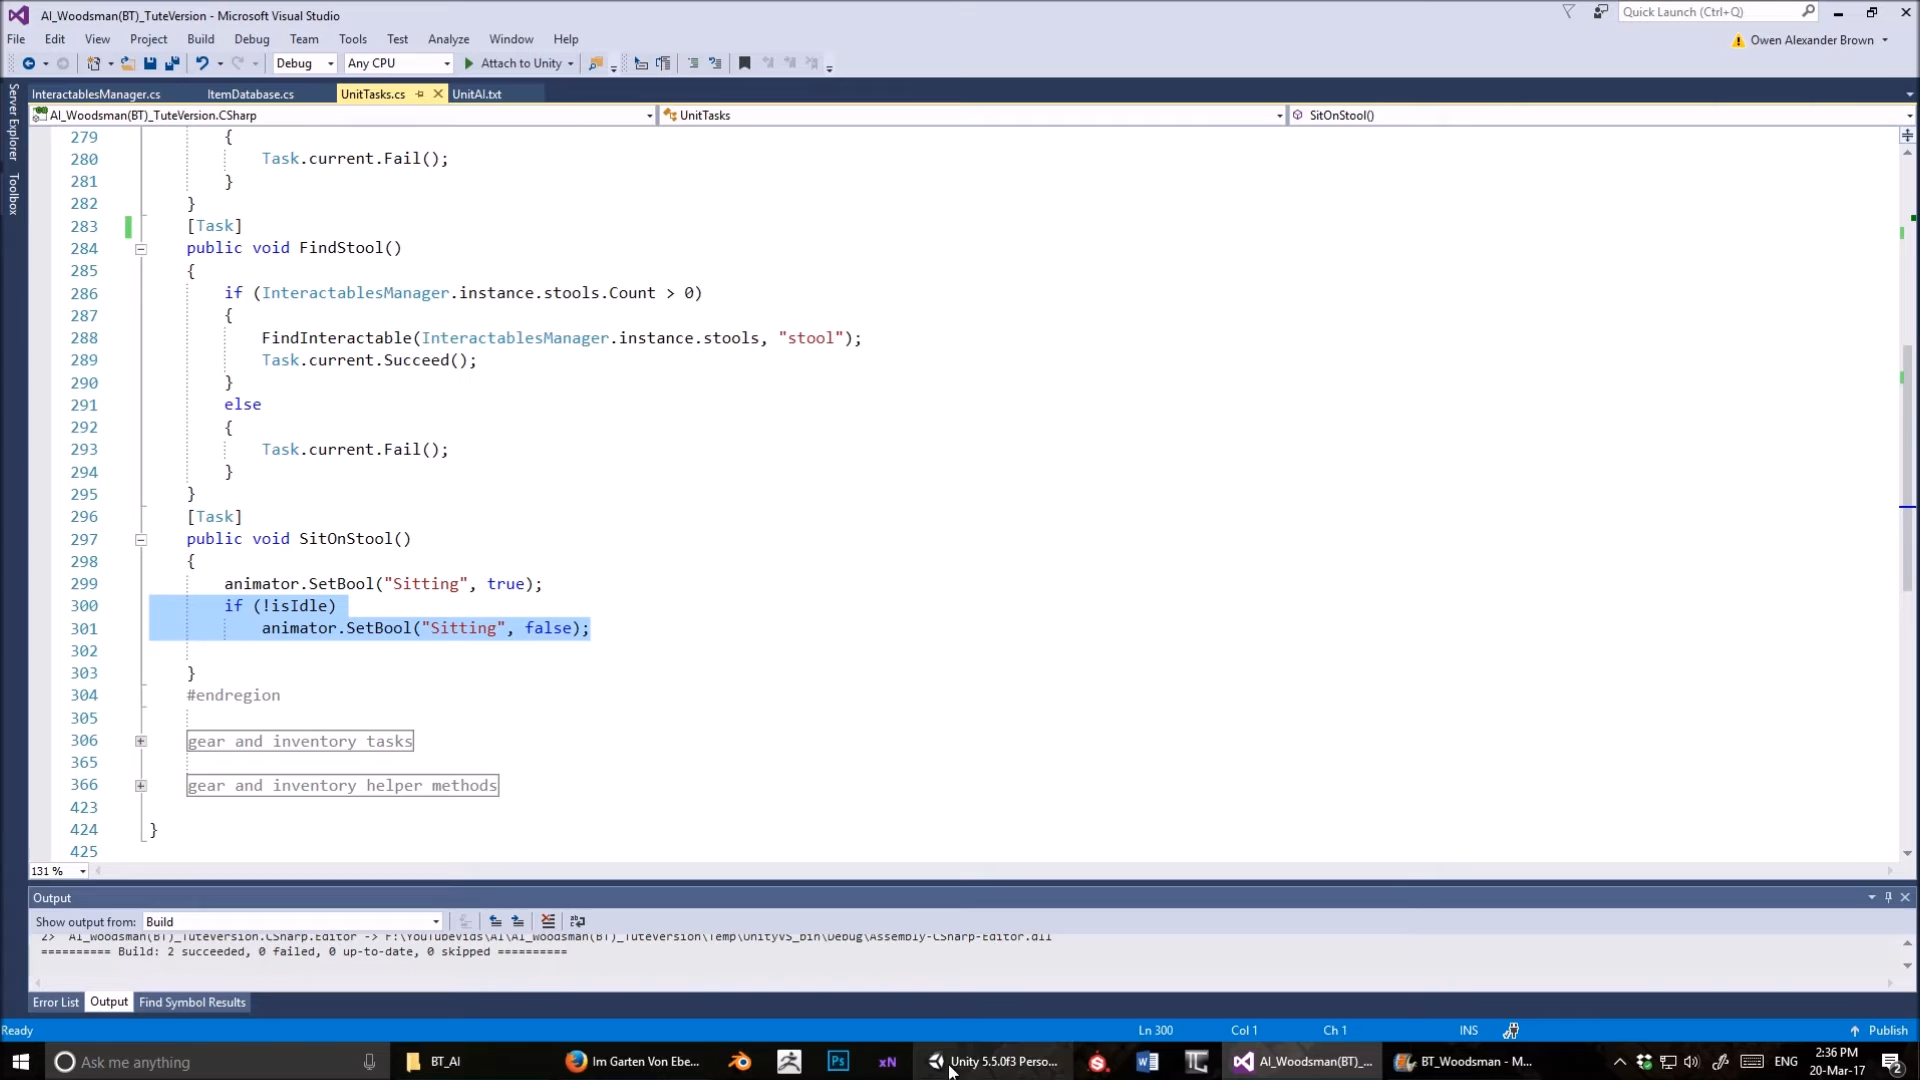 AI_Woodsman(BT)_TuteVersion - Microsoft Visual Studio
Quick Launch (Ctrl+Q)
File Edit View Project Build Debug Team Tools Test Analyze Window Help
Owen Alexander Brown
Debug Any CPU Attach to Unity
Server Explorer
Toolbox
InteractablesManager.cs ItemDatabase.cs UnitTasks.cs UnitAI.txt
AI_Woodsman(BT)_TuteVersion.CSharp UnitTasks SitOnStool()
279 {
280 Task.current.Fail();
281 }
282 }
283 [Task]
284 public void FindStool()
285 {
286 if (InteractablesManager.instance.stools.Count > 0)
287 {
288 FindInteractable(InteractablesManager.instance.stools, "stool");
289 Task.current.Succeed();
290 }
291 else
292 {
293 Task.current.Fail();
294 }
295 }
296 [Task]
297 public void SitOnStool()
298 {
299 animator.SetBool("Sitting", true);
300 if (!isIdle)
301 animator.SetBool("Sitting", false);
302
303 }
304 #endregion
305
306 gear and inventory tasks
365
366 gear and inventory helper methods
423
424 }
425
131 %
Output
Show output from: Build
2> AI_Woodsman(BT)_TuteVersion.CSharp.Editor -> F:\YouTubeVids\AI\AI_Woodsman(BT)_TuteVersion\Temp\UnityVS_bin\Debug\Assembly-CSharp-Editor.dll
========== Build: 2 succeeded, 0 failed, 0 up-to-date, 0 skipped ==========
Error List Output Find Symbol Results
Ready Ln 300 Col 1 Ch 1 INS Publish
Ask me anything BT_AI Im Garten Von Ebe... Ps xN Unity 5.5.0f3 Perso... AI_Woodsman(BT)_... BT_Woodsman - M... ENG 2:36 PM
20-Mar-17
2